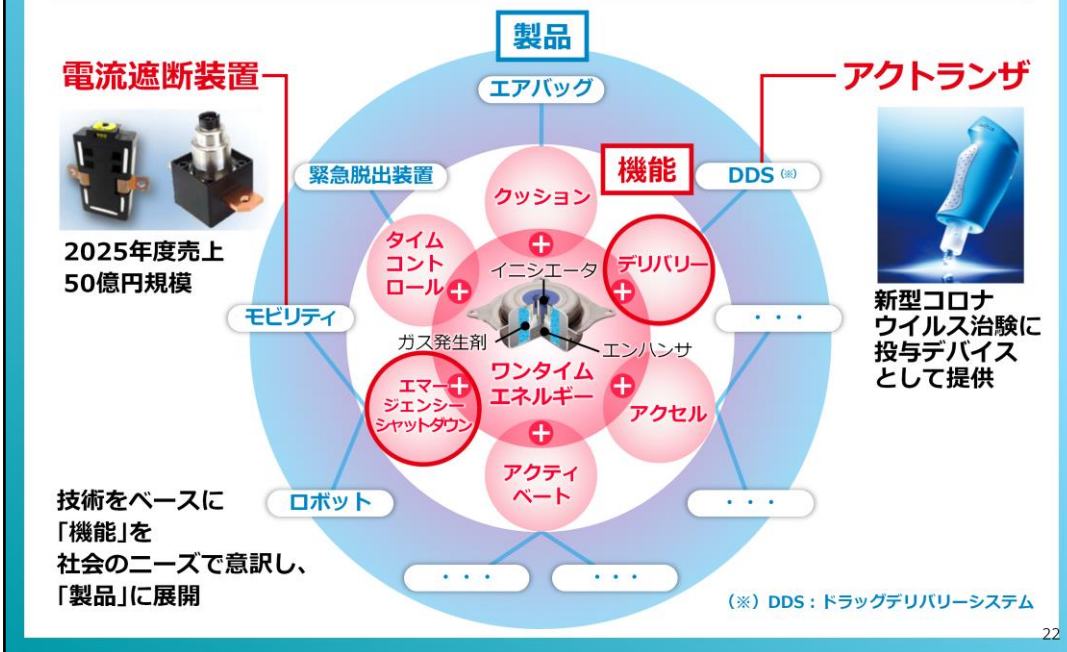 製品
電流遮断装置
アクトランザ
エアバッグ
緊急脱出装置
機能
DDS (※)
クッション
タイム
コント
ロール
デリバリー
イニシエータ
2025年度売上
50億円規模
モビリティ
・・・
新型コロナ
ウイルス治験に
投与デバイス
として提供
ガス発生剤
エンハンサ
ワンタイム
エネルギー
エマー
ジェンシー
シャットダウン
アクセル
アクティ
ベート
ロボット
・・・
技術をベースに
「機能」を
社会のニーズで意訳し、
「製品」に展開
・・・
・・・
(※)DDS:ドラッグデリバリーシステム
22